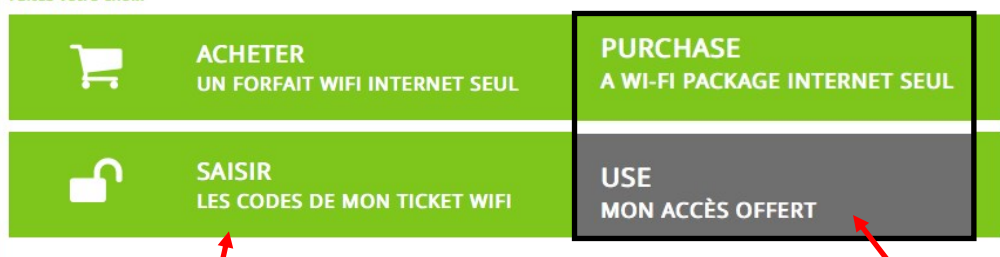 ACHETER
UN FORFAIT WIFI INTERNET SEUL
PURCHASE
A WI-FI PACKAGE INTERNET SEUL
SAISIR
LES CODES DE MON TICKET WIFI
USE
MON ACCÈS OFFERT